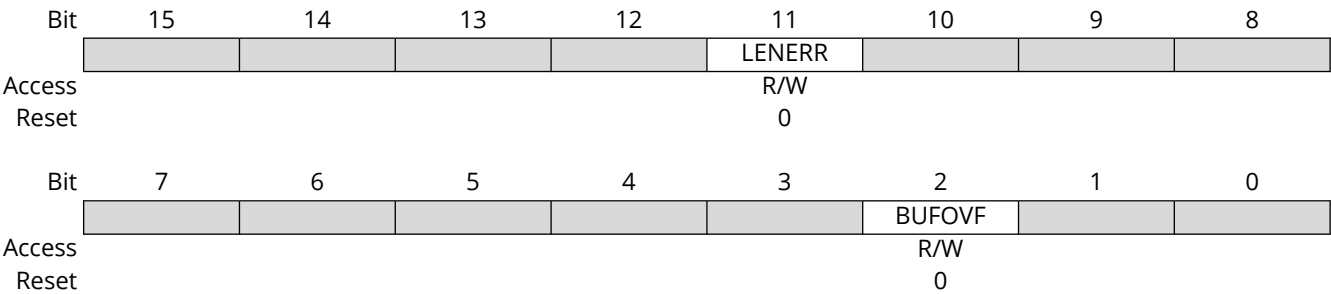 Bit 15 14 13 12 11 10 9 8
LENERR
Access R/W
Reset 0
Bit 7 6 5 4 3 2 1 0
BUFOVF
Access R/W
Reset 0